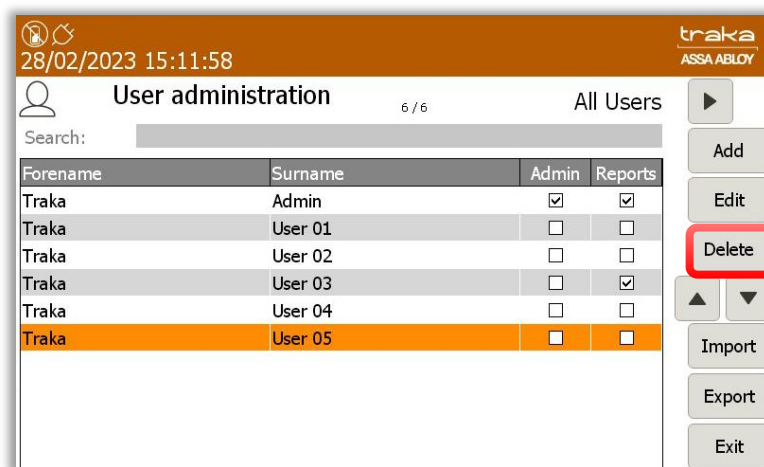 28/02/2023 15:11:58
traka
ASSA ABLOY
User administration 6/6 All Users
Search:
Forename Surname Admin Reports
Traka Admin
Traka User 01
Traka User 02
Traka User 03
Traka User 04
Traka User 05
Add
Edit
Delete
Import
Export
Exit